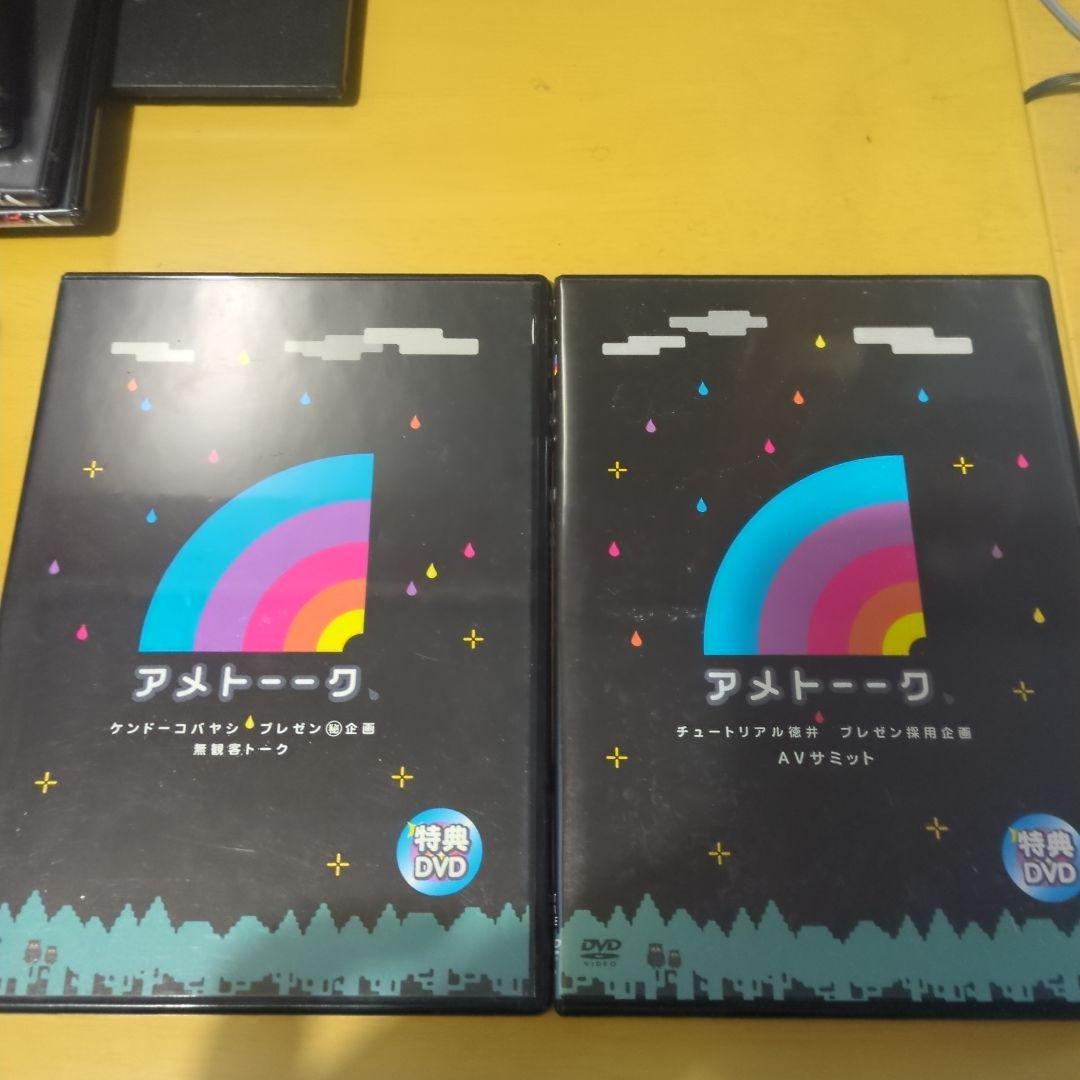 アメトーーク、
ケンドーコバヤシ プレゼン㊙企画
無観客トーク
特典
DVD
アメトーーク、
チュートリアル徳井 プレゼン採用企画
AVサミット
特典
DVD
DVD
VIDEO